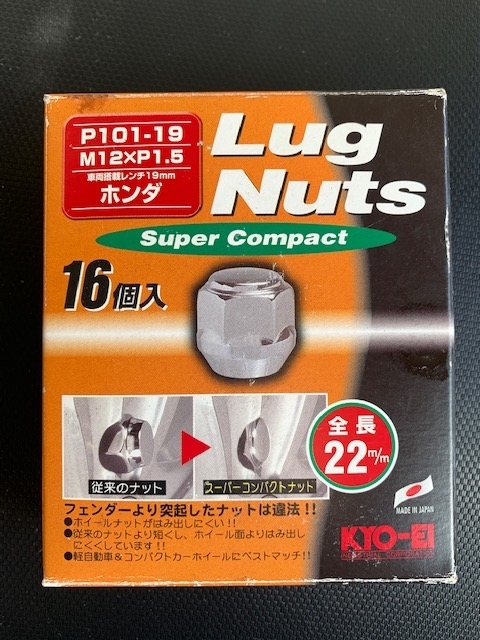 P101-19
M12×P1.5
車両搭載レンチ19mm
ホンダ
Lug
Nuts
Super Compact
16個入
従来のナット
スーパーコンパクトナット
全長
22m/m
フェンダーより突起したナットは違法!!
●ホイールナットがはみ出しにくい!!
●従来のナットより短くし、ホイール面よりはみ出し
にくくしています!!
●軽自動車&コンパクトカーホイールにベストマッチ!!
MADE IN JAPAN
KYO-EI
INDUSTRIAL CORPORATION